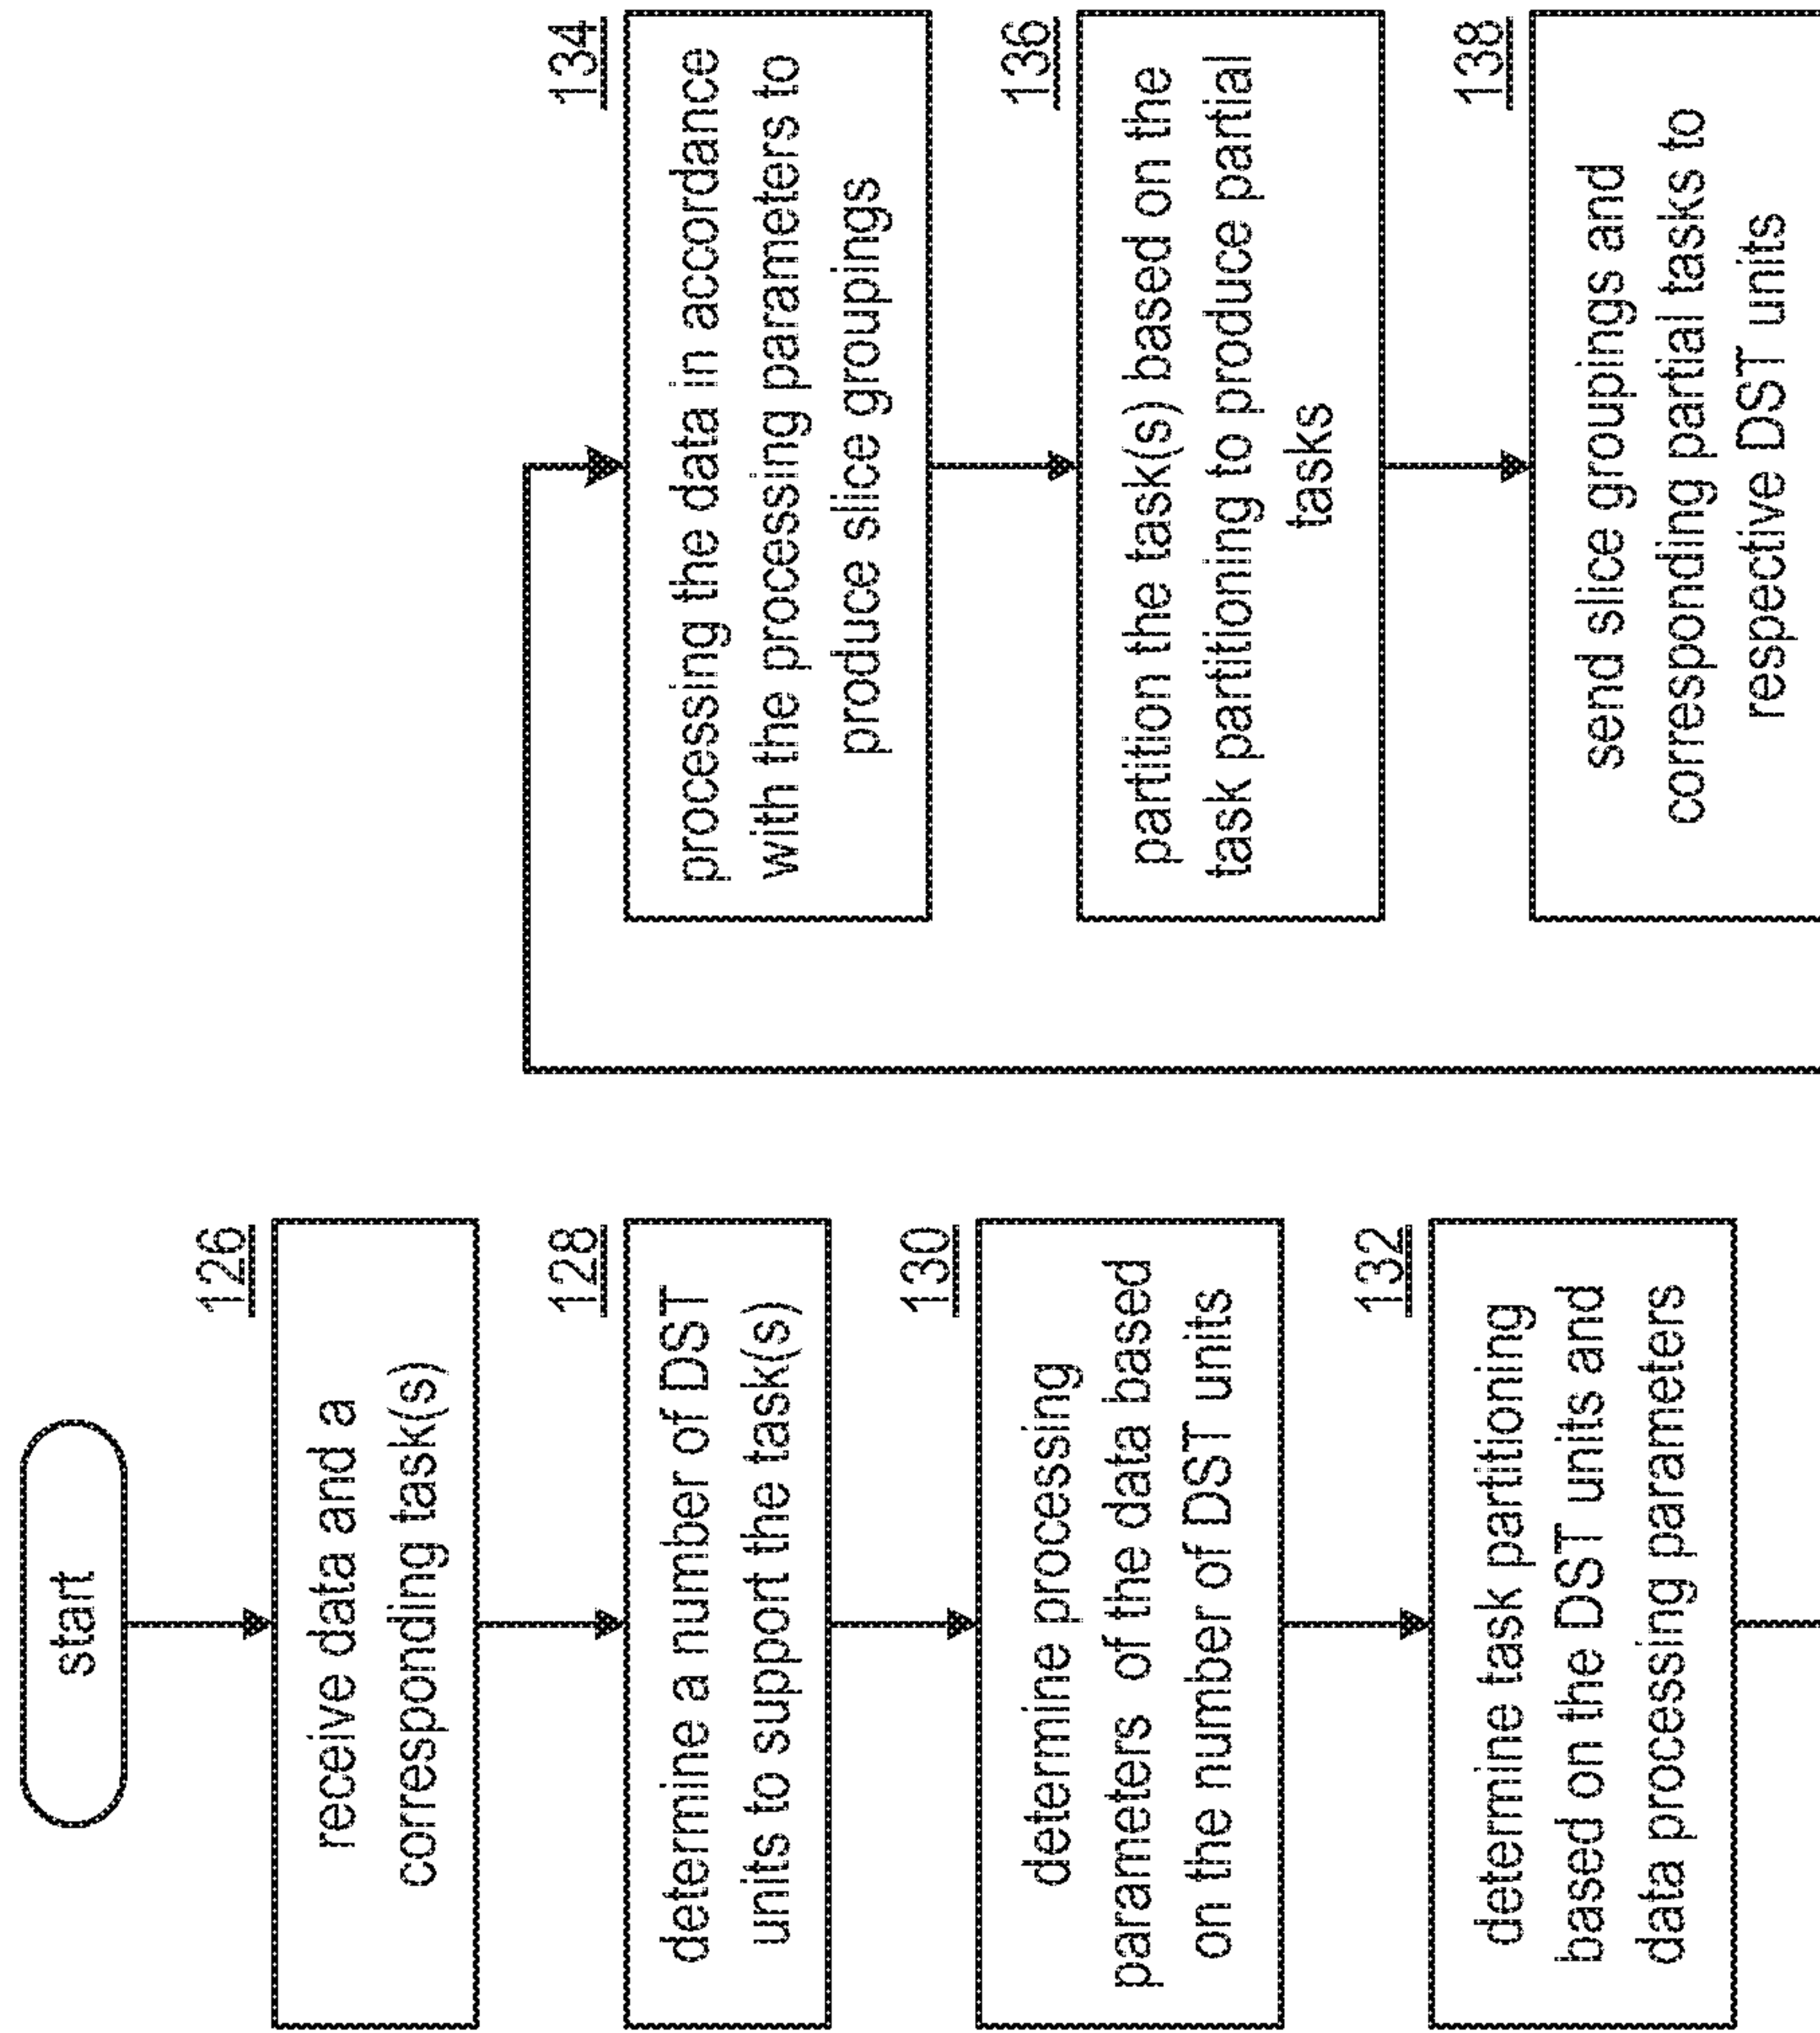 start
126
receive data and a
corresponding task(s)
128
determine a number of DST
units to support the task(s)
130
determine processing
parameters of the data based
on the number of DST units
132
determine task partitioning
based on the DST units and
data processing parameters
134
processing the data in accordance
with the processing parameters to
produce slice groupings
136
partition the task(s) based on the
task partitioning to produce partial
tasks
138
send slice groupings and
corresponding partial tasks to
respective DST units